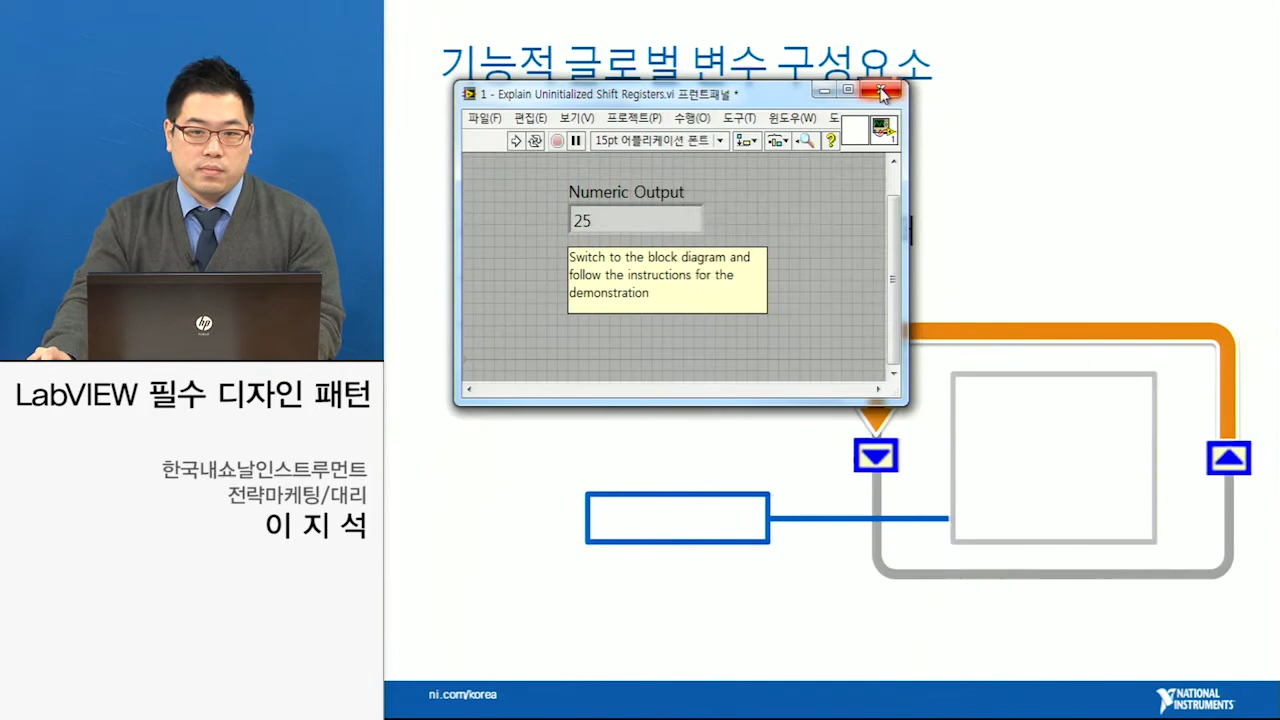 기능적 글로벌 변수 구성요소
1 - Explain Uninitialized Shift Registers.vi 프런트패널 *
파일(F) 편집(E) 보기(V) 프로젝트(P) 수행(O) 도구(T) 윈도우(W) 도
15pt 어플리케이션 폰트
Numeric Output
25
Switch to the block diagram and
follow the instructions for the
demonstration
hp
LabVIEW 필수 디자인 패턴
한국내쇼날인스트루먼트
전략마케팅/대리
이 지 석
ni.com/korea
NATIONAL
INSTRUMENTS